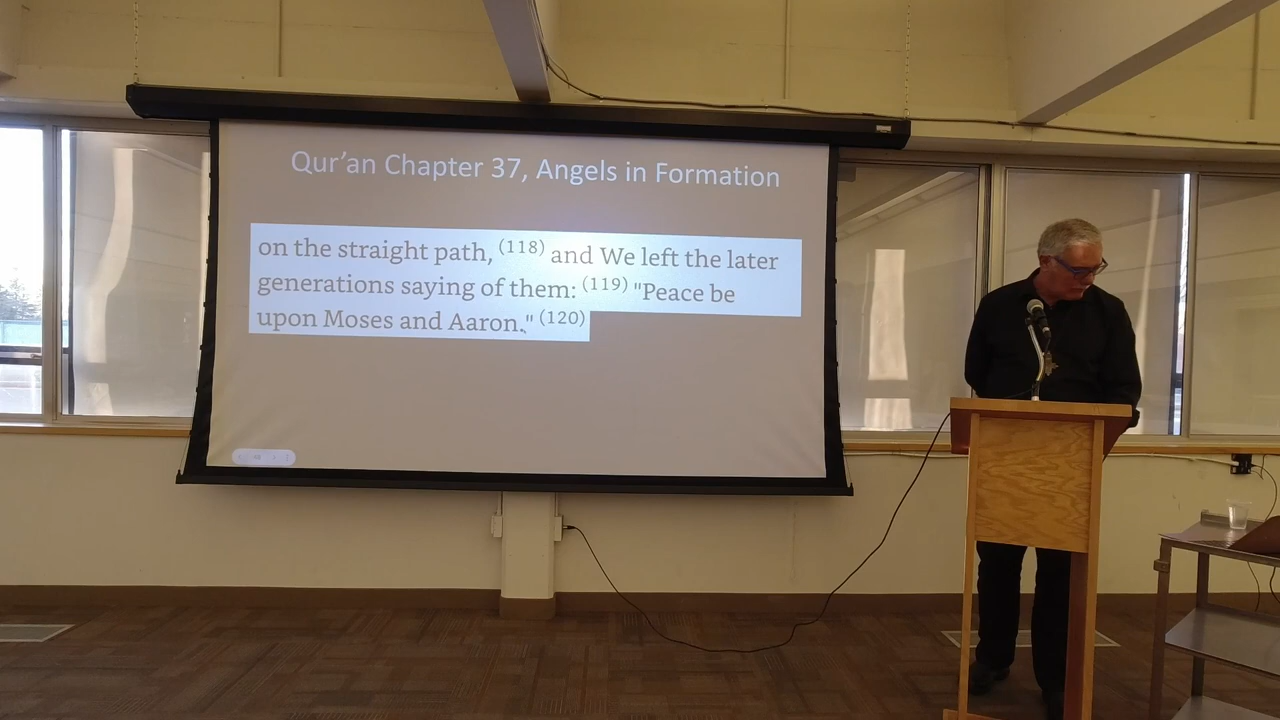 Qur’an Chapter 37, Angels in Formation
on the straight path, (118) and We left the later
generations saying of them: (119) "Peace be
upon Moses and Aaron." (120)